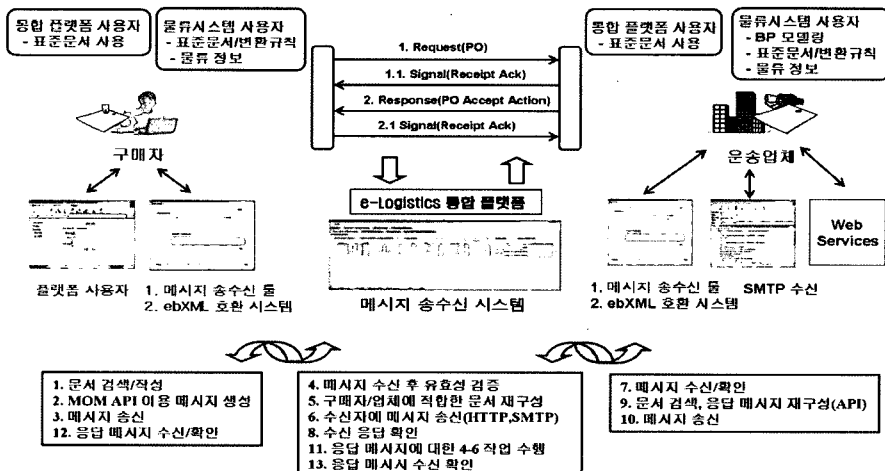 통합 플랫폼 사용자
- 표준문서 사용
물류시스템 사용자
- 표준문서/변환규칙
- 물류 정보
1. Request(PO)
1.1. Signal(Receipt Ack)
2. Response(PO Accept Action)
2.1 Signal(Receipt Ack)
통합 플랫폼 사용자
- 표준문서 사용
물류시스템 사용자
- BP 모델링
- 표준문서/변환규칙
- 물류 정보
구매자
운송업체
e-Logistics 통합 플랫폼
Web
Services
플랫폼 사용자
1. 메시지 송수신 툴
2. ebXML 호환 시스템
메시지 송수신 시스템
1. 메시지 송수신 툴
2. ebXML 호환 시스템
SMTP 수신
1. 문서 검색/작성
2. MOM API 이용 메시지 생성
3. 메시지 송신
12. 응답 메시지 수신/확인
4. 메시지 수신 후 유효성 검증
5. 구매자/업체에 적합한 문서 재구성
6. 수신자에 메시지 송신(HTTP,SMTP)
8. 수신 응답 확인
11. 응답 메시지에 대한 4-6 작업 수행
13. 응답 메시지 수신 확인
7. 메시지 수신/확인
9. 문서 검색, 응답 메시지 재구성(API)
10. 메시지 송신